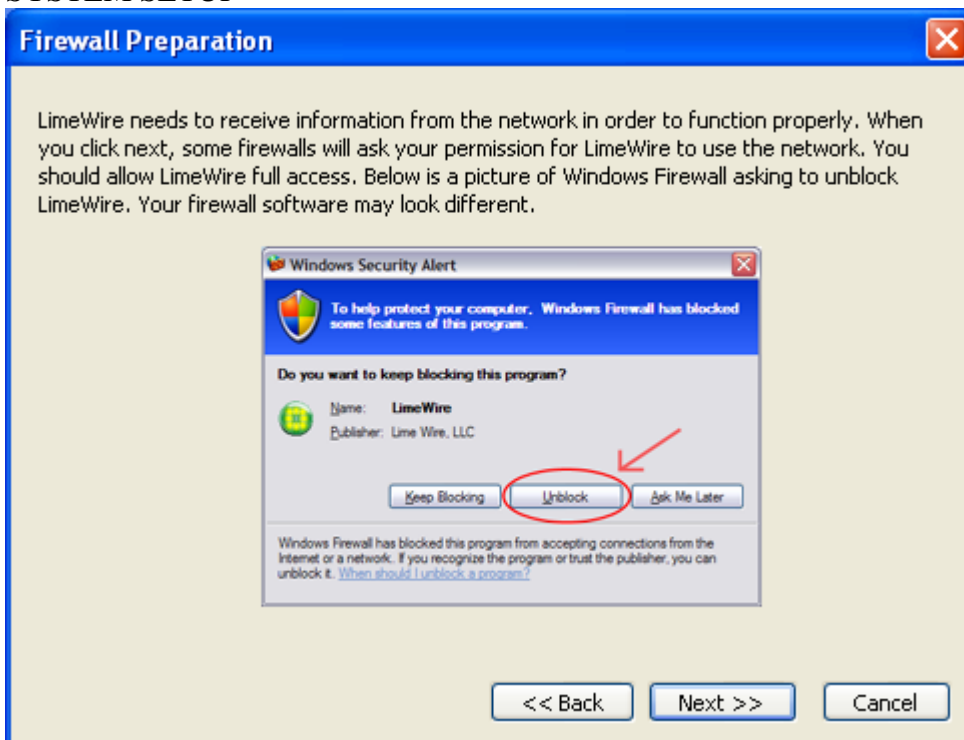 SYSTEM SETUP
Firewall Preparation
LimeWire needs to receive information from the network in order to function properly. When
you click next, some firewalls will ask your permission for LimeWire to use the network. You
should allow LimeWire full access. Below is a picture of Windows Firewall asking to unblock
LimeWire. Your firewall software may look different.
Windows Security Alert
To help protect your computer, Windows Firewall has blocked
some features of this program.
Do you want to keep blocking this program?
Name: LimeWire
Publisher: Lime Wire, LLC
Keep Blocking Unblock Ask Me Later
Windows Firewall has blocked this program from accepting connections from the
Internet or a network. If you recognize the program or trust the publisher, you can
unblock it. When should I unblock a program?
<< Back Next >> Cancel